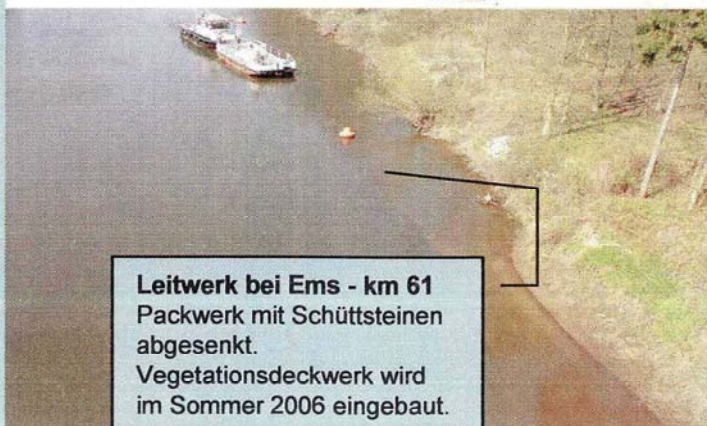 Leitwerk bei Ems - km 61
Packwerk mit Schüttsteinen
abgesenkt.
Vegetationsdeckwerk wird
im Sommer 2006 eingebaut.